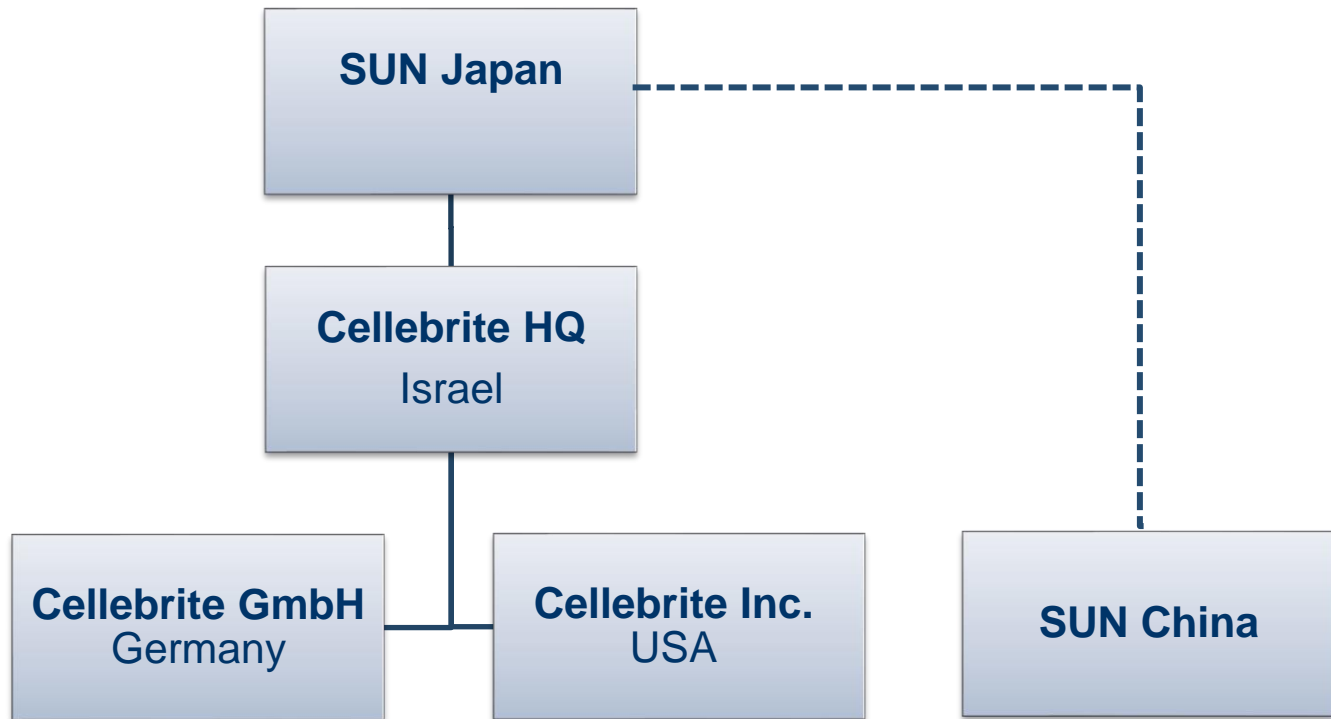 SUN Japan
Cellebrite HQ
Israel
Cellebrite GmbH
Germany
Cellebrite Inc.
USA
SUN China